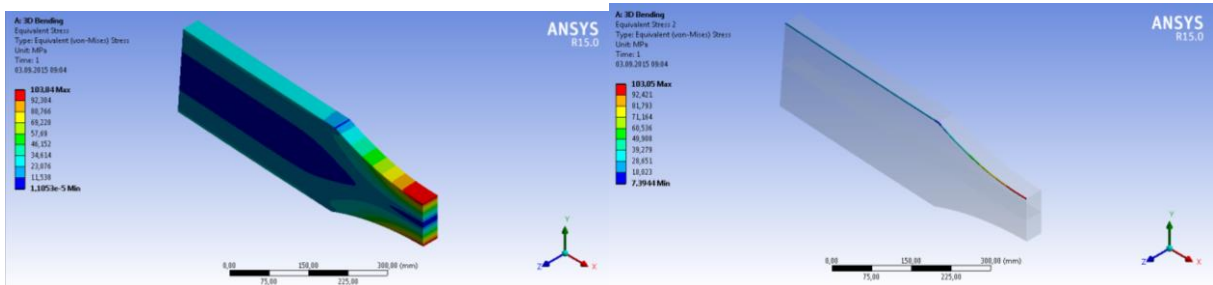 A: 3D Bending
Equivalent Stress
Type: Equivalent (von-Mises) Stress
Unit: MPa
Time: 1
03.09.2015 09:04
103,84 Max
92,304
80,766
69,228
57,69
46,152
34,614
23,076
11,538
1,1053e-5 Min
ANSYS
R15.0
0,00
150,00
300,00 (mm)
75,00
225,00
Y
Z
X
A: 3D Bending
Equivalent Stress 2
Type: Equivalent (von-Mises) Stress
Unit: MPa
Time: 1
03.09.2015 09:04
103,05 Max
92,421
81,793
71,164
60,536
49,908
39,279
28,651
18,023
7,3944 Min
ANSYS
R15.0
0,00
150,00
300,00 (mm)
75,00
225,00
Y
Z
X